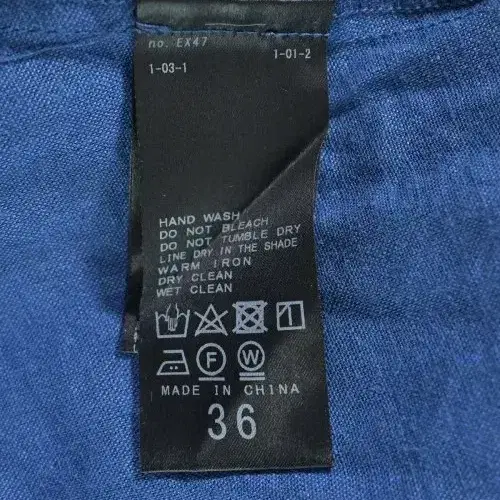 no. EX47
1-03-1 1-01-2
HAND WASH
DO NOT BLEACH
DO NOT TUMBLE DRY
LINE DRY IN THE SHADE
WARM IRON
DRY CLEAN
WET CLEAN
F W
MADE IN CHINA
36